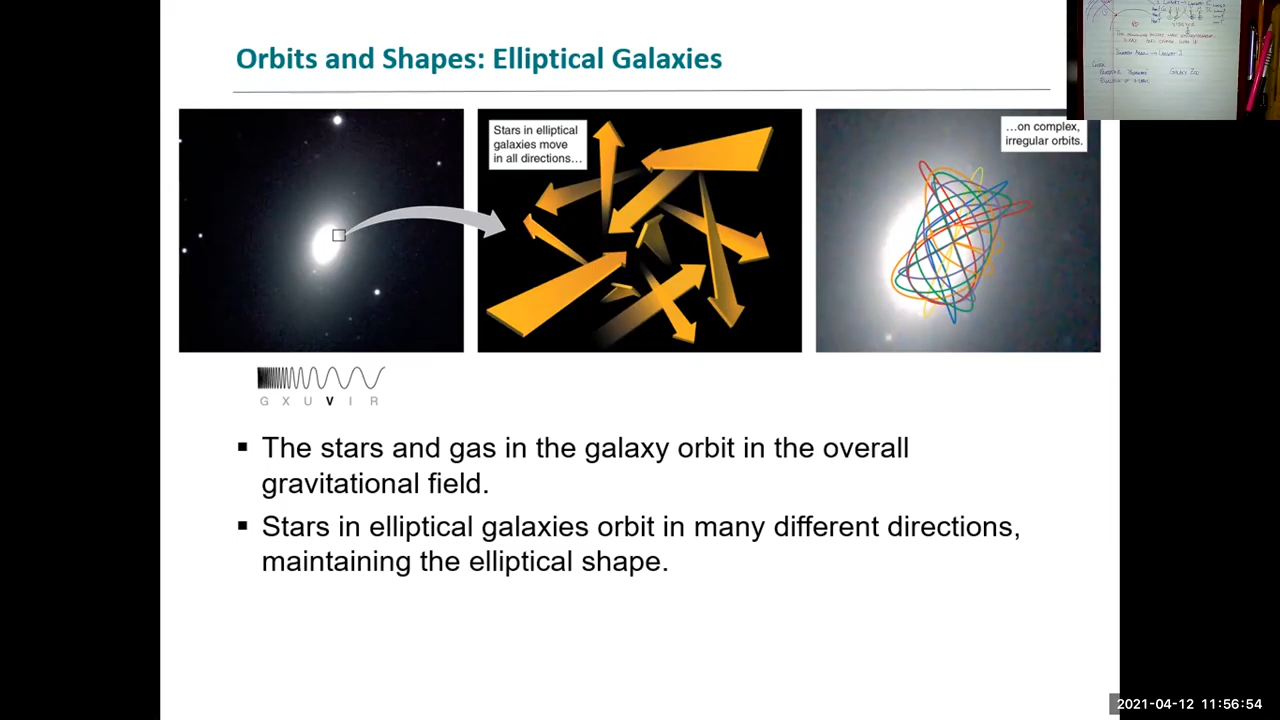 Orbits and Shapes: Elliptical Galaxies
Stars in elliptical
galaxies move
in all directions...
...on complex,
irregular orbits.
G X U V I R
▪ The stars and gas in the galaxy orbit in the overall
gravitational field.
▪ Stars in elliptical galaxies orbit in many different directions,
maintaining the elliptical shape.
Galaxy Zoo
2021-04-12 11:56:54